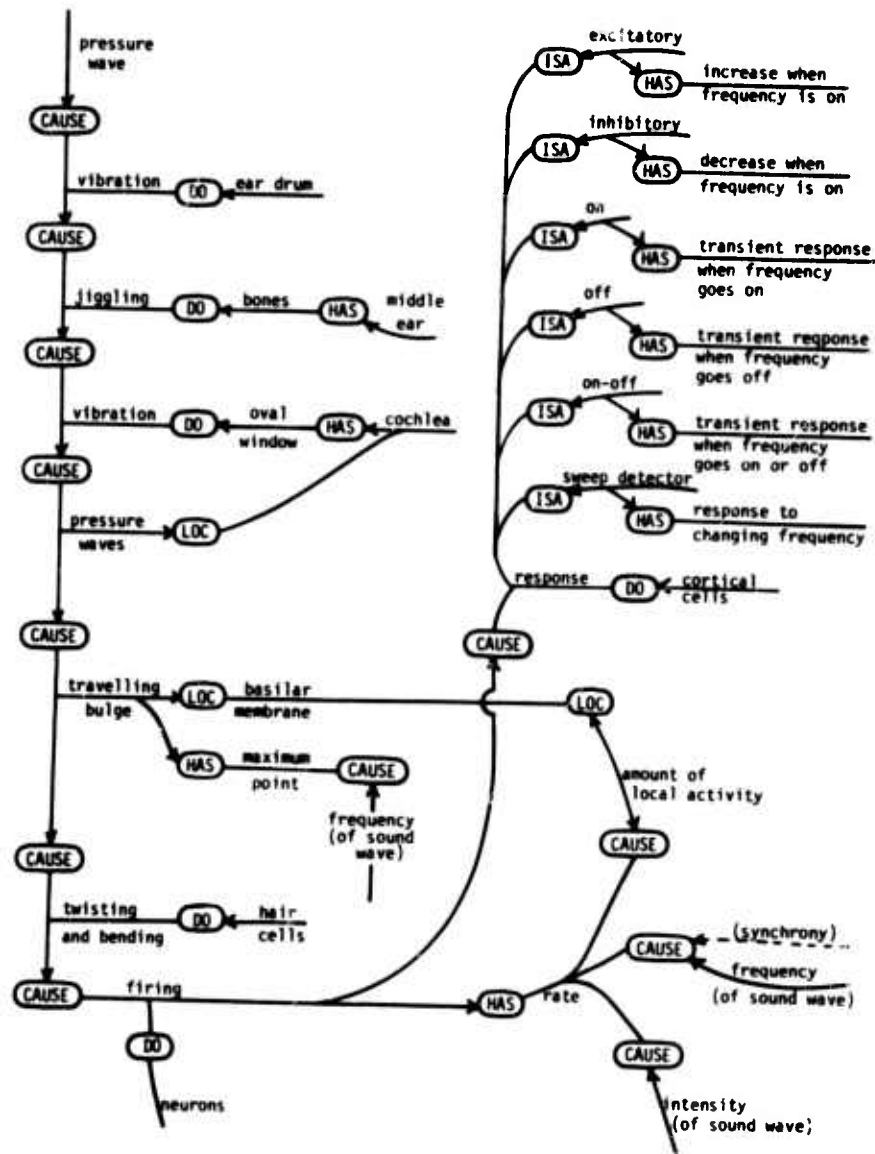 pressure
wave
CAUSE
vibration DO ear drum
CAUSE
jiggling DO bones HAS middle
ear
CAUSE
vibration DO oval HAS cochlea
window
CAUSE
pressure LOC
waves
CAUSE
travelling LOC basilar LOC
bulge membrane
HAS maximum CAUSE
point
frequency
(of sound
wave)
amount of
local activity
CAUSE
CAUSE
twisting DO hair
and bending cells
CAUSE firing HAS rate
DO
neurons
CAUSE (synchrony)
frequency
(of sound wave)
CAUSE
intensity
(of sound wave)
excitatory
ISA
HAS increase when
frequency is on
inhibitory
ISA
HAS decrease when
frequency is on
on
ISA
HAS transient response
when frequency
goes on
off
ISA
HAS transient reqponse
when frequency
goes off
on-off
ISA
HAS transient response
when frequency
goes on or off
sweep detector
ISA
HAS response to
changing frequency
response DO cortical
cells
CAUSE